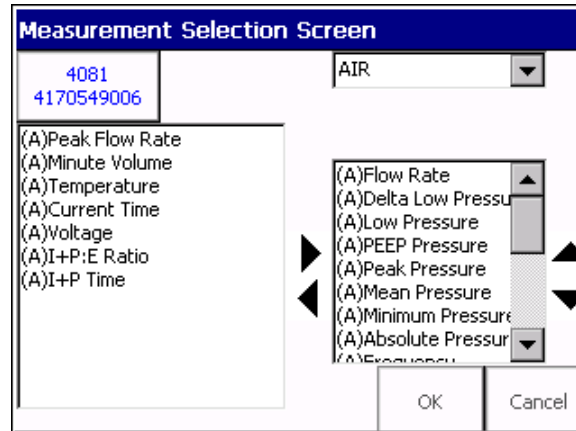 Measurement Selection Screen
4081
4170549006
AIR
(A)Peak Flow Rate
(A)Minute Volume
(A)Temperature
(A)Current Time
(A)Voltage
(A)I+P:E Ratio
(A)I+P Time
(A)Flow Rate
(A)Delta Low Pressu
(A)Low Pressure
(A)PEEP Pressure
(A)Peak Pressure
(A)Mean Pressure
(A)Minimum Pressure
(A)Absolute Pressur
(A)Frequency
OK
Cancel